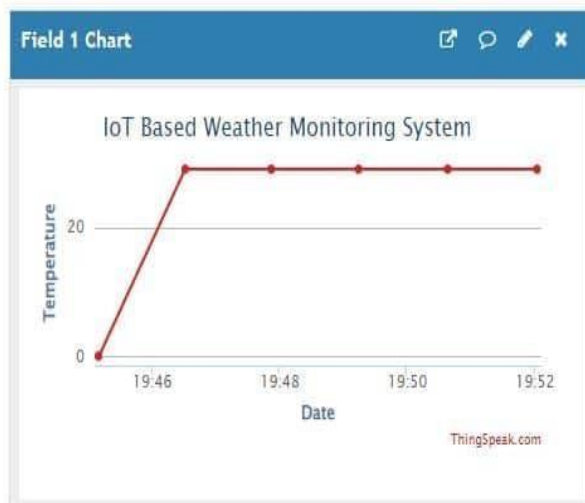 Field 1 Chart
IoT Based Weather Monitoring System
Temperature
20
0
19:46 19:48 19:50 19:52
Date
ThingSpeak.com